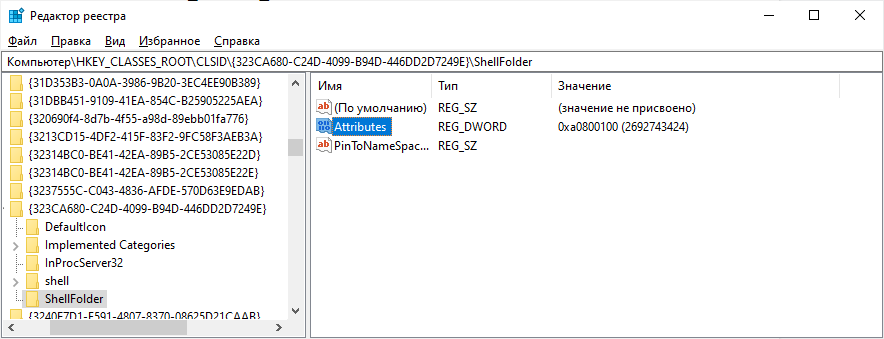 Редактор реестра
Файл Правка Вид Избранное Справка
Компьютер\HKEY_CLASSES_ROOT\CLSID\{323CA680-C24D-4099-B94D-446DD2D7249E}\ShellFolder
{31D353B3-0A0A-3986-9B20-3EC4EE90B389}
{31DBB451-9109-41EA-854C-B25905225AEA}
{320690f4-8d7b-4f55-a98d-89ebb01fa776}
{3213CD15-4DF2-415F-83F2-9FC58F3AEB3A}
{32314BC0-BE41-42EA-89B5-2CE53085E22D}
{32314BC0-BE41-42EA-89B5-2CE53085E22E}
{3237555C-C043-4836-AFDE-570D63E9EDAB}
{323CA680-C24D-4099-B94D-446DD2D7249E}
DefaultIcon
Implemented Categories
InProcServer32
shell
ShellFolder
{3240F7D1-F591-4807-8370-08625D21CAAB}
Имя Тип Значение
(По умолчанию) REG_SZ (значение не присвоено)
Attributes REG_DWORD 0xa0800100 (2692743424)
PinToNameSpac... REG_SZ